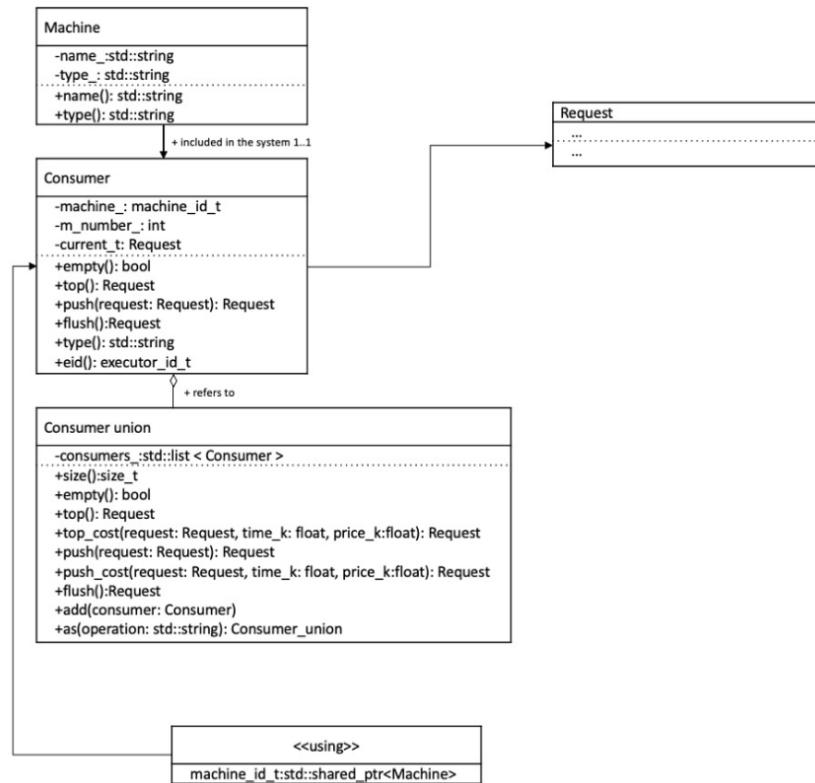 Machine
-name_:std::string
-type_: std::string
+name(): std::string
+type(): std::string
+ included in the system 1..1
Request
...
...
Consumer
-machine_: machine_id_t
-m_number_: int
-current_t: Request
+empty(): bool
+top(): Request
+push(request: Request): Request
+flush():Request
+type(): std::string
+eid(): executor_id_t
+ refers to
Consumer union
-consumers_:std::list < Consumer >
+size():size_t
+empty(): bool
+top(): Request
+top_cost(request: Request, time_k: float, price_k:float): Request
+push(request: Request): Request
+push_cost(request: Request, time_k: float, price_k:float): Request
+flush():Request
+add(consumer: Consumer)
+as(operation: std::string): Consumer_union
<<using>>
machine_id_t:std::shared_ptr<Machine>